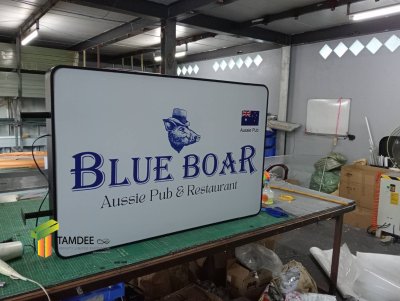 Aussie Pub
BLUE BOAR
Aussie Pub & Restaurant
TAMDEE